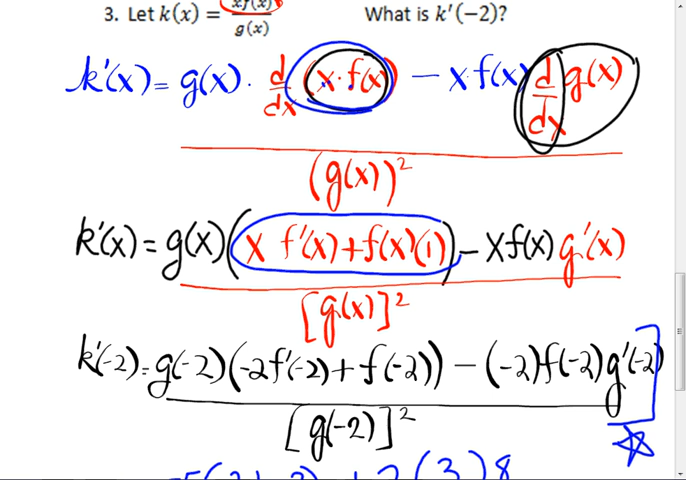 3. Let k(x) = xf(x) / g(x) What is k′(−2)?
k'(x) = g(x) · d/dx (x · f(x)) − x · f(x) d/dx g(x)
(g(x))²
k'(x) = g(x) (x f'(x) + f(x)(1)) − x f(x) g'(x)
[g(x)]²
k'(-2) = g(-2) (-2f'(-2) + f(-2)) − (-2) f(-2) g'(-2)
[g(-2)]²